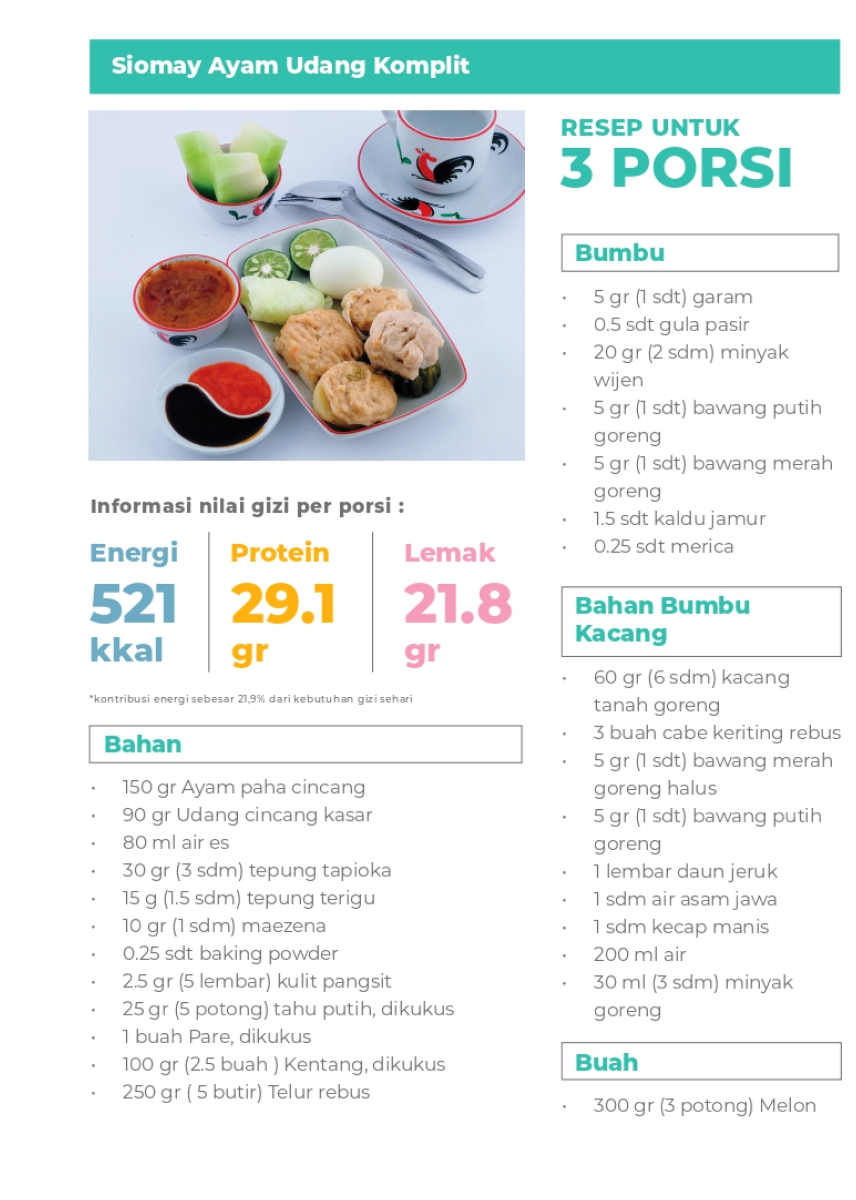 Siomay Ayam Udang Komplit
RESEP UNTUK
3 PORSI
Informasi nilai gizi per porsi :
Energi
521
kkal
Protein
29.1
gr
Lemak
21.8
gr
*kontribusi energi sebesar 21,9% dari kebutuhan gizi sehari
Bahan
• 150 gr Ayam paha cincang
• 90 gr Udang cincang kasar
• 80 ml air es
• 30 gr (3 sdm) tepung tapioka
• 15 g (1.5 sdm) tepung terigu
• 10 gr (1 sdm) maezena
• 0.25 sdt baking powder
• 2.5 gr (5 lembar) kulit pangsit
• 25 gr (5 potong) tahu putih, dikukus
• 1 buah Pare, dikukus
• 100 gr (2.5 buah ) Kentang, dikukus
• 250 gr ( 5 butir) Telur rebus
Bumbu
• 5 gr (1 sdt) garam
• 0.5 sdt gula pasir
• 20 gr (2 sdm) minyak
wijen
• 5 gr (1 sdt) bawang putih
goreng
• 5 gr (1 sdt) bawang merah
goreng
• 1.5 sdt kaldu jamur
• 0.25 sdt merica
Bahan Bumbu
Kacang
• 60 gr (6 sdm) kacang
tanah goreng
• 3 buah cabe keriting rebus
• 5 gr (1 sdt) bawang merah
goreng halus
• 5 gr (1 sdt) bawang putih
goreng
• 1 lembar daun jeruk
• 1 sdm air asam jawa
• 1 sdm kecap manis
• 200 ml air
• 30 ml (3 sdm) minyak
goreng
Buah
• 300 gr (3 potong) Melon